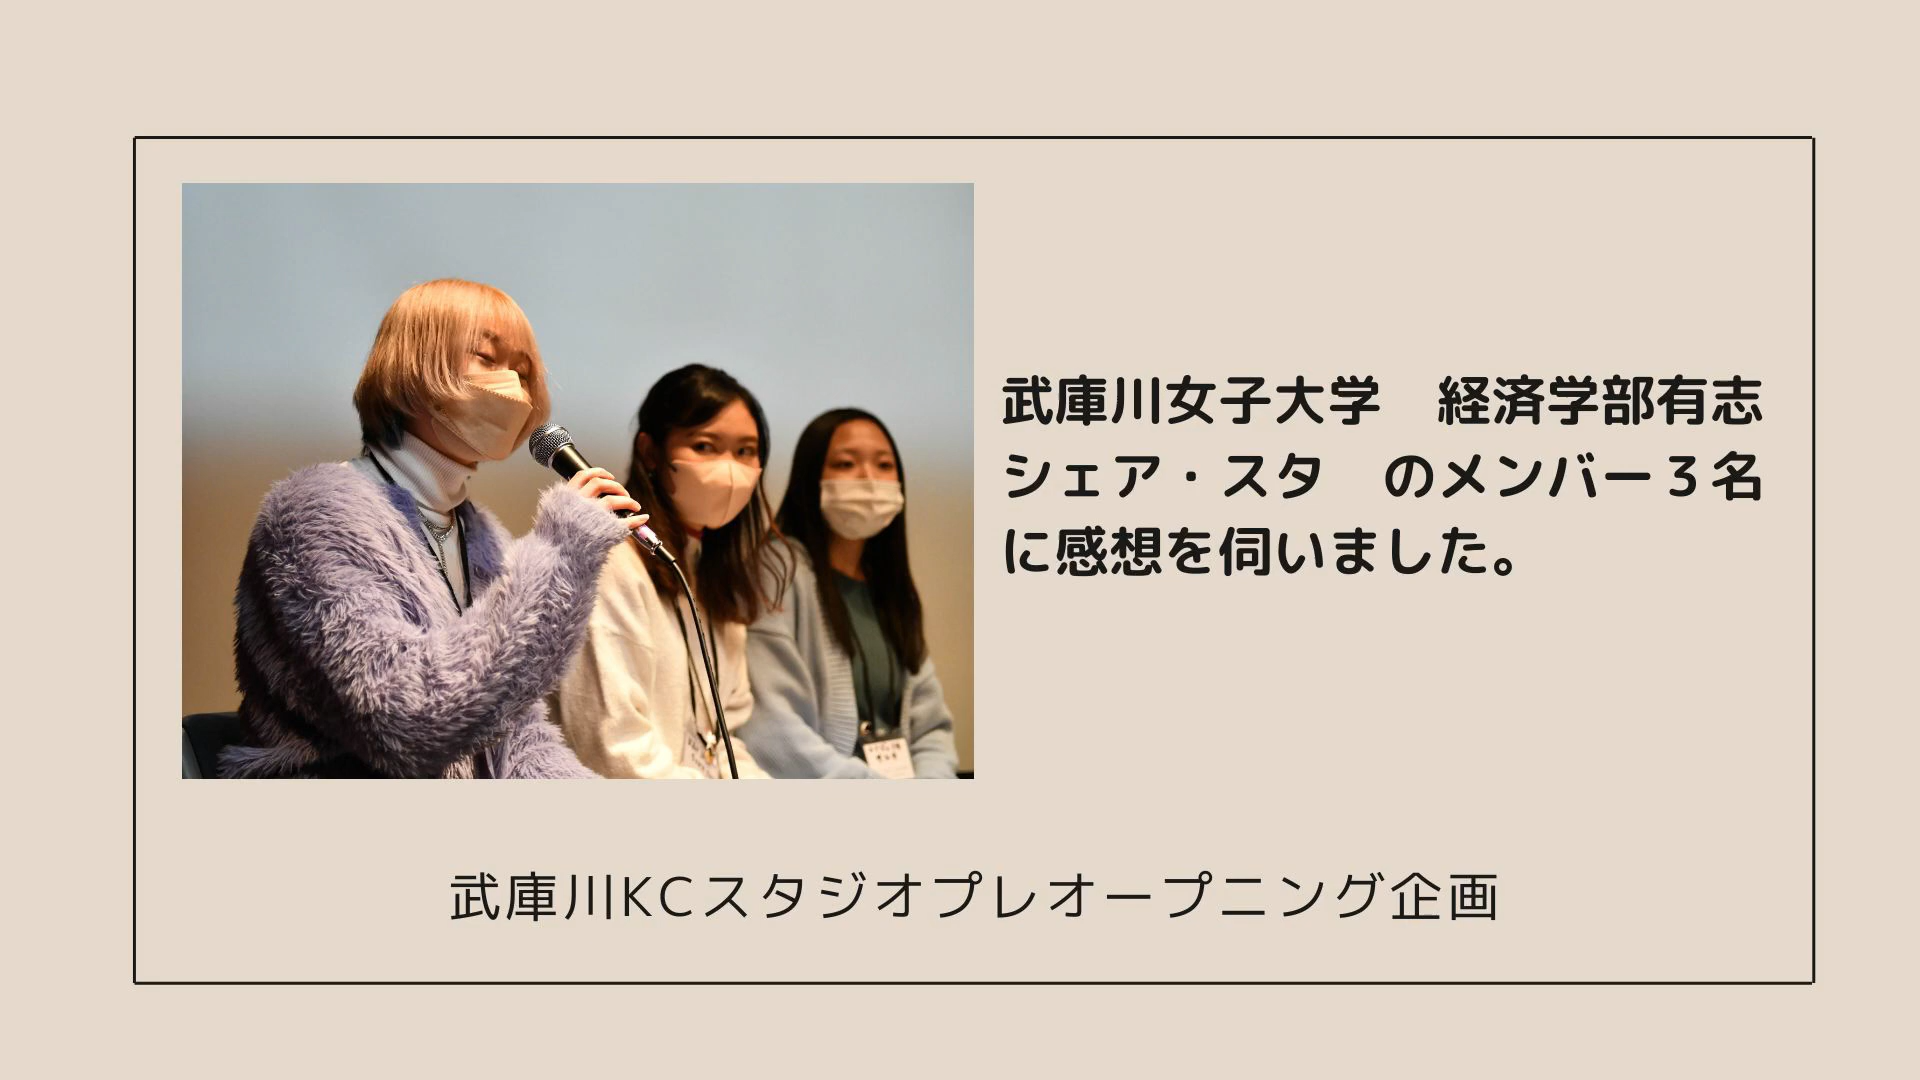 武庫川女子大学　経済学部有志
シェア・スタ　のメンバー３名
に感想を伺いました。
武庫川KCスタジオプレオープニング企画